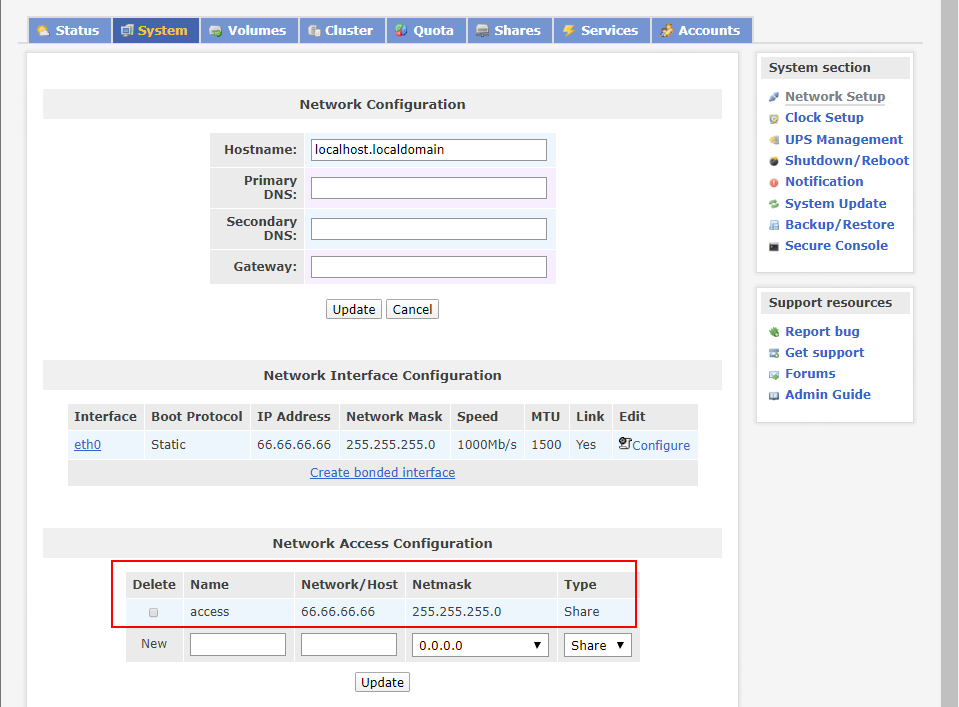 Status System Volumes Cluster Quota Shares Services Accounts
Network Configuration
Hostname: localhost.localdomain
Primary
DNS:
Secondary
DNS:
Gateway:
Update Cancel
Network Interface Configuration
Interface Boot Protocol IP Address Network Mask Speed MTU Link Edit
eth0 Static 66.66.66.66 255.255.255.0 1000Mb/s 1500 Yes Configure
Create bonded interface
Network Access Configuration
Delete Name Network/Host Netmask Type
access 66.66.66.66 255.255.255.0 Share
New 0.0.0.0 Share
Update
System section
Network Setup
Clock Setup
UPS Management
Shutdown/Reboot
Notification
System Update
Backup/Restore
Secure Console
Support resources
Report bug
Get support
Forums
Admin Guide